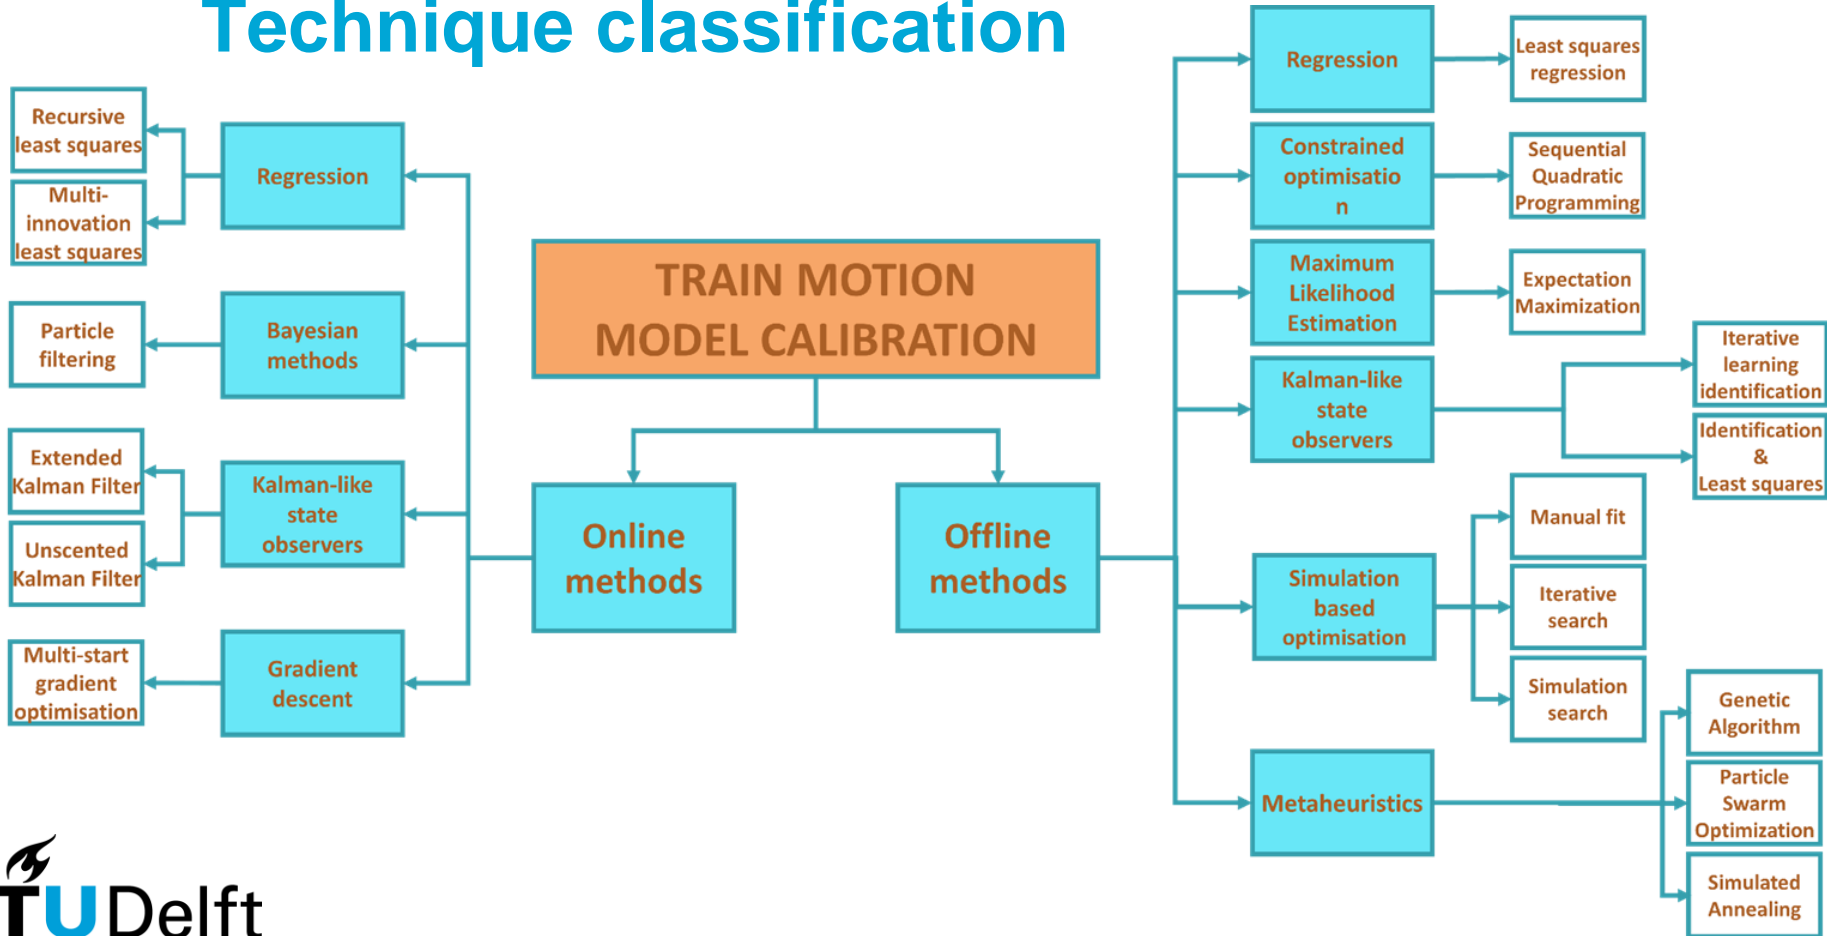 Technique classification
Recursive
least squares
Multi-
innovation
least squares
Regression
Particle
filtering
Bayesian
methods
Extended
Kalman Filter
Unscented
Kalman Filter
Kalman-like
state
observers
Multi-start
gradient
optimisation
Gradient
descent
TRAIN MOTION
MODEL CALIBRATION
Online
methods
Offline
methods
Regression
Least squares
regression
Constrained
optimisatio
n
Sequential
Quadratic
Programming
Maximum
Likelihood
Estimation
Expectation
Maximization
Kalman-like
state
observers
Iterative
learning
identification
Identification
&
Least squares
Simulation
based
optimisation
Manual fit
Iterative
search
Simulation
search
Metaheuristics
Genetic
Algorithm
Particle
Swarm
Optimization
Simulated
Annealing
TUDelft